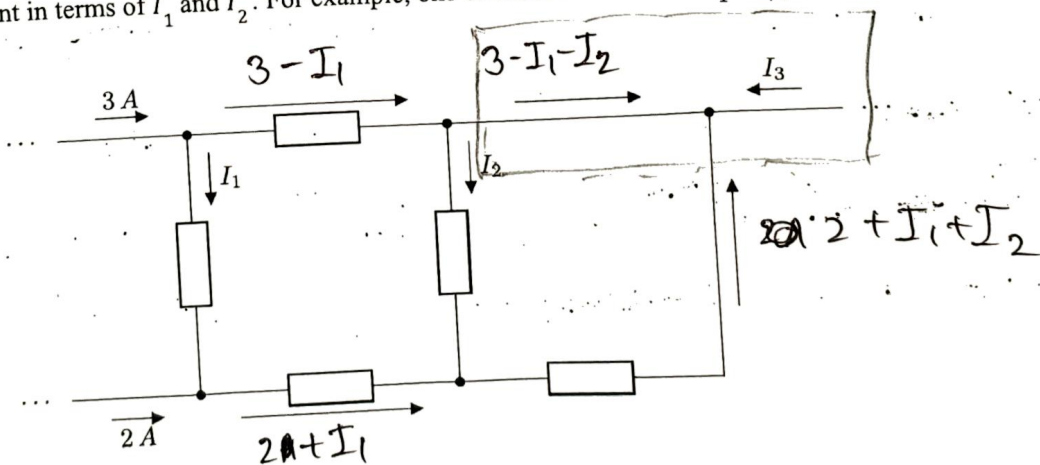 nt in terms of I₁ and I₂. For example,
3 - I₁
3-I₁-I₂
I₃
3 A
...
I₁
I₂
2 + I₁ + I₂
...
2 A
2 + I₁